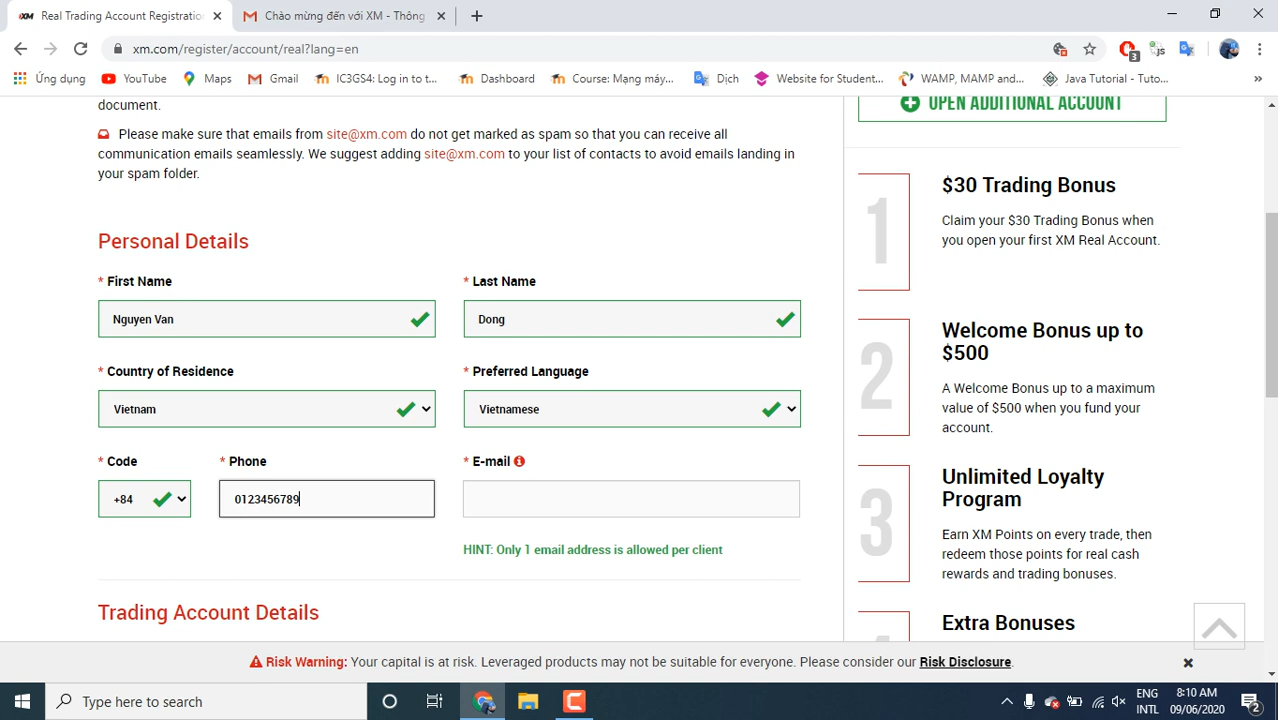 XM Real Trading Account Registratio
Chào mừng đến với XM - Thông
xm.com/register/account/real?lang=en
3
Ứng dụng
YouTube
Maps
Gmail
IC3GS4: Log in to t...
Dashboard
Course: Mạng máy...
Dịch
Website for Student...
WAMP, MAMP and...
Java Tutorial - Tuto...
»
document.
Please make sure that emails from site@xm.com do not get marked as spam so that you can receive all
communication emails seamlessly. We suggest adding site@xm.com to your list of contacts to avoid emails landing in
your spam folder.
Personal Details
* First Name
* Last Name
Nguyen Van
Dong
* Country of Residence
* Preferred Language
Vietnam
Vietnamese
* Code
* Phone
* E-mail
+84
0123456789
HINT: Only 1 email address is allowed per client
Trading Account Details
OPEN ADDITIONAL ACCOUNT
1
$30 Trading Bonus
Claim your $30 Trading Bonus when
you open your first XM Real Account.
2
Welcome Bonus up to
$500
A Welcome Bonus up to a maximum
value of $500 when you fund your
account.
3
Unlimited Loyalty
Program
Earn XM Points on every trade, then
redeem those points for real cash
rewards and trading bonuses.
Extra Bonuses
Risk Warning: Your capital is at risk. Leveraged products may not be suitable for everyone. Please consider our Risk Disclosure.
Type here to search
ENG
INTL
8:10 AM
09/06/2020
2